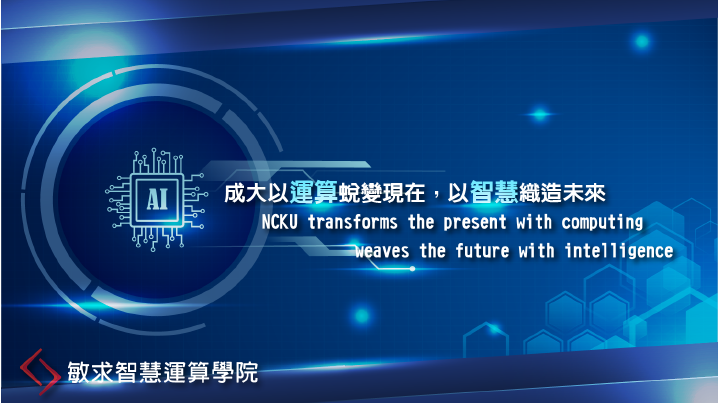 AI
成大以運算蛻變現在，以智慧織造未來
NCKU transforms the present with computing
weaves the future with intelligence
敏求智慧運算學院